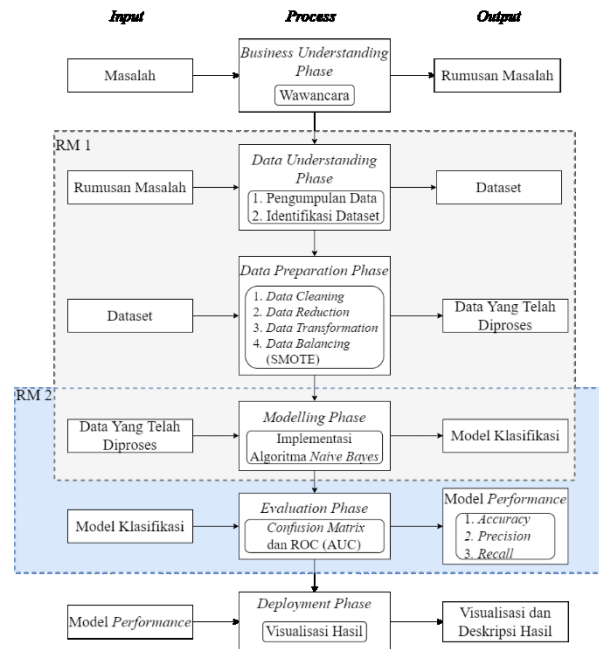 Input
Process
Output
Masalah
Business Understanding
Phase
Wawancara
Rumusan Masalah
RM 1
Rumusan Masalah
Data Understanding
Phase
1. Pengumpulan Data
2. Identifikasi Dataset
Dataset
Dataset
Data Preparation Phase
1. Data Cleaning
2. Data Reduction
3. Data Transformation
4. Data Balancing
(SMOTE)
Data Yang Telah
Diproses
RM 2
Data Yang Telah
Diproses
Modelling Phase
Implementasi
Algoritma Naive Bayes
Model Klasifikasi
Model Klasifikasi
Evaluation Phase
Confusion Matrix
dan ROC (AUC)
Model Performance
1. Accuracy
2. Precision
3. Recall
Model Performance
Deployment Phase
Visualisasi Hasil
Visualisasi dan
Deskripsi Hasil